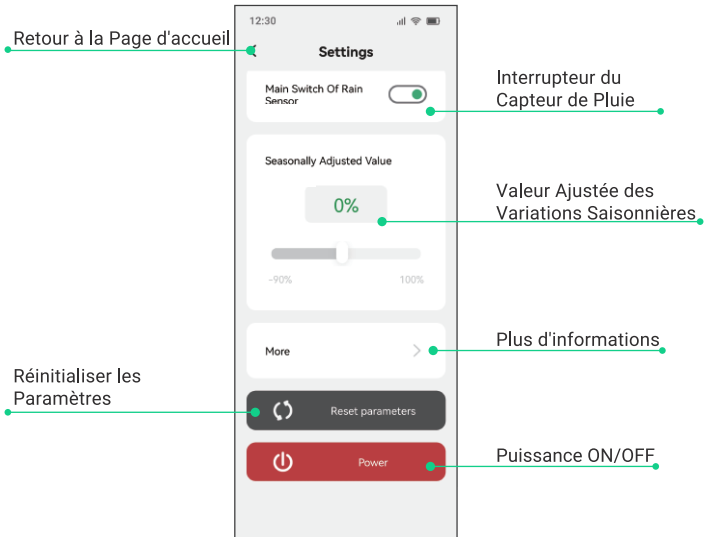 12:30
Retour à la Page d'accueil
Settings
Main Switch Of Rain
Sensor
Interrupteur du
Capteur de Pluie
Seasonally Adjusted Value
0%
Valeur Ajustée des
Variations Saisonnières
-90%
100%
More
Plus d'informations
Réinitialiser les
Paramètres
Reset parameters
Power
Puissance ON/OFF